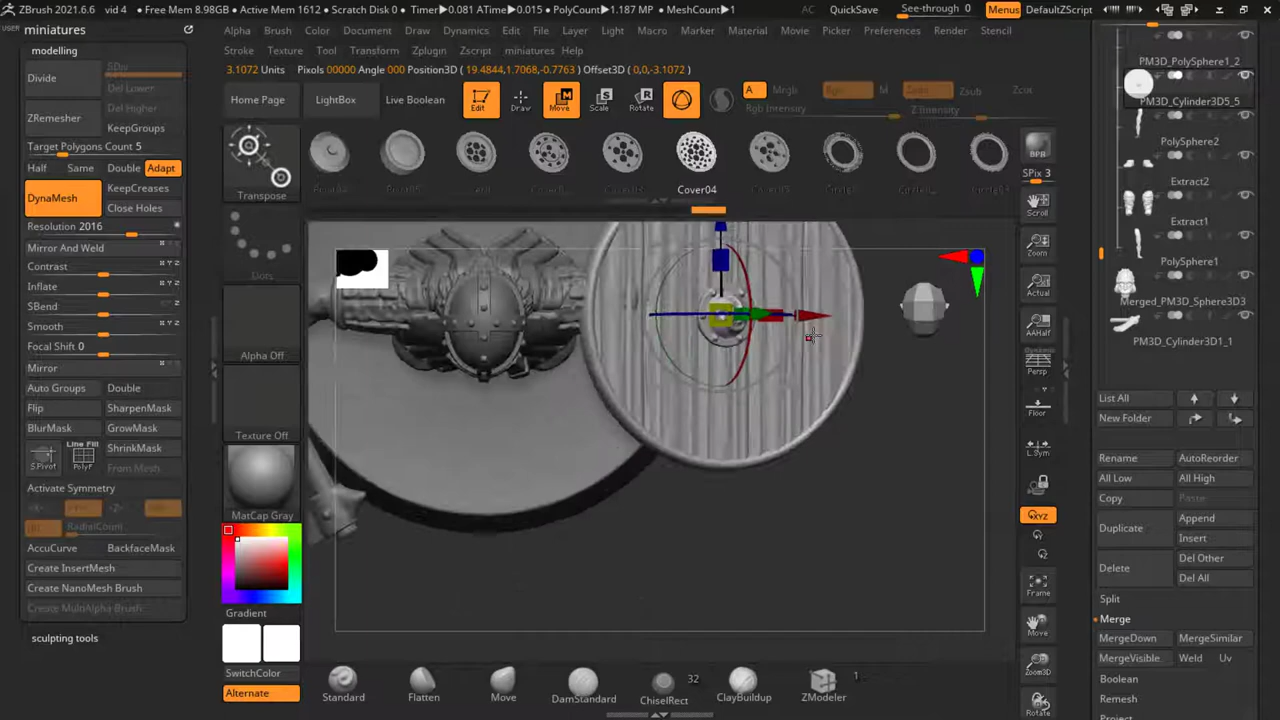 ZBrush 2021.6.6 vid 4 • Free Mem 8.98GB • Active Mem 1612 • Scratch Disk 0 • Timer▶0.081 ATime▶0.015 • PolyCount▶1.187 MP • MeshCount▶1 AC QuickSave See-through 0 Menus DefaultZScript
USER miniatures
Alpha Brush Color Document Draw Dynamics Edit File Layer Light Macro Marker Material Movie Picker Preferences Render Stencil
Stroke Texture Tool Transform Zplugin Zscript miniatures Help
3.1072 Units Pixols 00000 Angle 000 Position3D ( 19.4844,1.7068,-0.7763 ) Offset3D ( 0,0,-3.1072 )
modelling
Divide SDiv
Del Lower
Del Higher
ZRemesher KeepGroups
Target Polygons Count 5
Half Same Double Adapt
DynaMesh KeepCreases
Close Holes
Resolution 2016
Mirror And Weld
Contrast
Inflate
SBend
Smooth
Focal Shift 0
Mirror
Auto Groups Double
Flip SharpenMask
BlurMask GrowMask
S.Pivot Line Fill PolyF ShrinkMask
From Mesh
Activate Symmetry
RadialCount
AccuCurve BackfaceMask
Create InsertMesh
Create NanoMesh Brush
Create MultiAlpha Brush
sculpting tools
Home Page LightBox Live Boolean Edit Draw Move Scale Rotate A Mrgb M Zsub Zcut
Rgb Intensity Z Intensity
Transpose
Cover04
Dots
Alpha Off
Texture Off
MatCap Gray
Gradient
SwitchColor
Alternate
Standard Flatten Move DamStandard ChiselRect 32 ClayBuildup ZModeler 1
BPR
SPix 3
Scroll
Zoom
Actual
AAHalf
Dynamic
Persp
Floor
L.Sym
XYZ
Y
Z
Frame
Move
Zoom3D
Rotate
PM3D_PolySphere1_2
PM3D_Cylinder3D5_5
PolySphere2
Extract2
Extract1
PolySphere1
Merged_PM3D_Sphere3D3
PM3D_Cylinder3D1_1
List All
New Folder
Rename AutoReorder
All Low All High
Copy Paste
Duplicate Append
Insert
Delete Del Other
Del All
Split
Merge
MergeDown MergeSimilar
MergeVisible Weld Uv
Boolean
Remesh